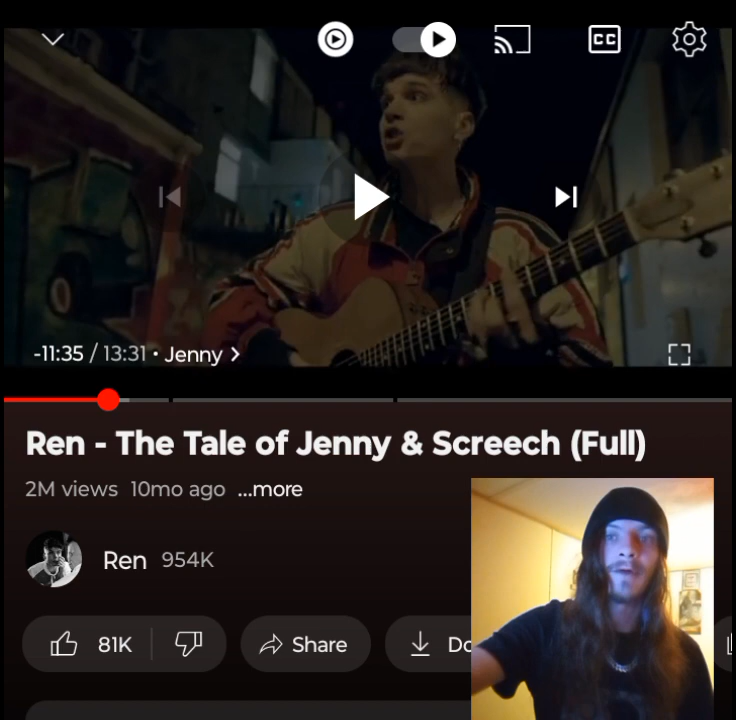 CC
-11:35 / 13:31 • Jenny >
Ren - The Tale of Jenny & Screech (Full)
2M views 10mo ago ...more
Ren 954K
81K Share Do